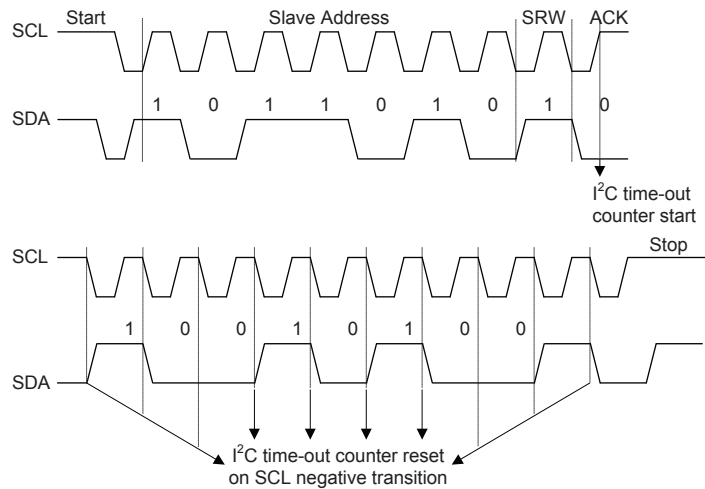 Start Slave Address SRW ACK
SCL
1 0 1 1 0 1 0 1 0
SDA
I²C time-out
counter start
Stop
SCL
1 0 0 1 0 1 0 0
SDA
I²C time-out counter reset
on SCL negative transition